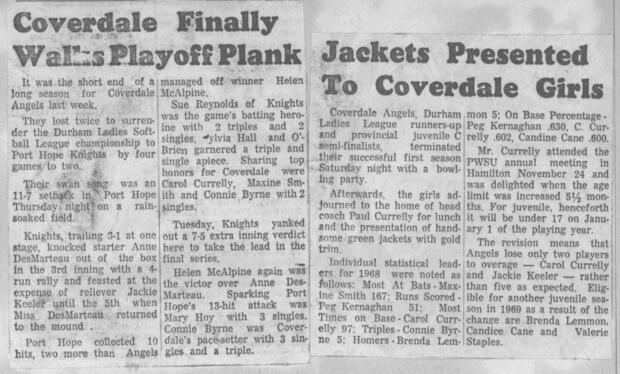 Coverdale Finally
Walks Playoff Plank
It was the short end of a
long season for Coverdale
Angels last week.
They lost twice to surren-
der the Durham Ladies Soft-
ball League championship to
Port Hope Knights by four
games to two.
Their swan song was an
11-7 setback in Port Hope
Thursday night on a rain-
soaked field.
Knights, trailing 3-1 at one
stage, knocked starter Anne
DesMarteau out of the box
in the 3rd inning with a 4-
run rally and feasted at the
expense of reliever Jackie
Keeler until the 5th when
Miss DesMarteau returned
to the mound.
Port Hope collected 10
hits, two more than Angels
managed off winner Helen
McAlpine.
Sue Reynolds of Knights
was the game's batting hero-
ine with 2 triples and 2
singles. Sylvia Hall and O'-
Brien garnered a triple and
single apiece. Sharing top
honors for Coverdale were
Carol Currelly, Maxine Sm-
ith and Connie Byrne with 2
singles.
Tuesday, Knights yanked
out a 7-5 extra inning verdict
here to take the lead in the
final series.
Helen McAlpine again was
the victor over Anne Des-
Marteau. Sparking Port
Hope's 13-hit attack was
Mary Hoy with 3 singles.
Connie Byrne was Cover-
dale's pace-setter with 3 sin-
gles and a triple.
Jackets Presented
To Coverdale Girls
Coverdale Angels, Durham
Ladies League runners-up
and provincial juvenile C
semi-finalists, terminated
their successful first season
Saturday night with a bowl-
ing party.
Afterwards, the girls ad-
journed to the home of head
coach Paul Currelly for lunch
and the presentation of hand-
some green jackets with gold
trim.
Individual statistical lead-
ers for 1968 were noted as
follows: Most At Bats - Max-
ine Smith 167; Runs Scored -
Peg Kernaghan 51; Most
Times on Base - Carol Curr-
elly 97; Triples - Connie Byr-
ne 5; Homers - Brenda Lem-
mon 5; On Base Percentage -
Peg Kernaghan .630, C. Cur-
relly .602, Candine Cane .600.
Mr. Currelly attended the
PWSU annual meeting in
Hamilton November 24 and
was delighted when the age
limit was increased 5½ mon-
ths for juvenile, henceforth
it will be under 17 on Janu-
ary 1 of the playing year.
The revision means that
Angels lose only two players
to overage — Carol Currelly
and Jackie Keeler — rather
than five as expected. Elig-
ible for another juvenile sea-
son in 1969 as a result of the
change are Brenda Lemmon,
Candice Cane and Valerie
Staples.